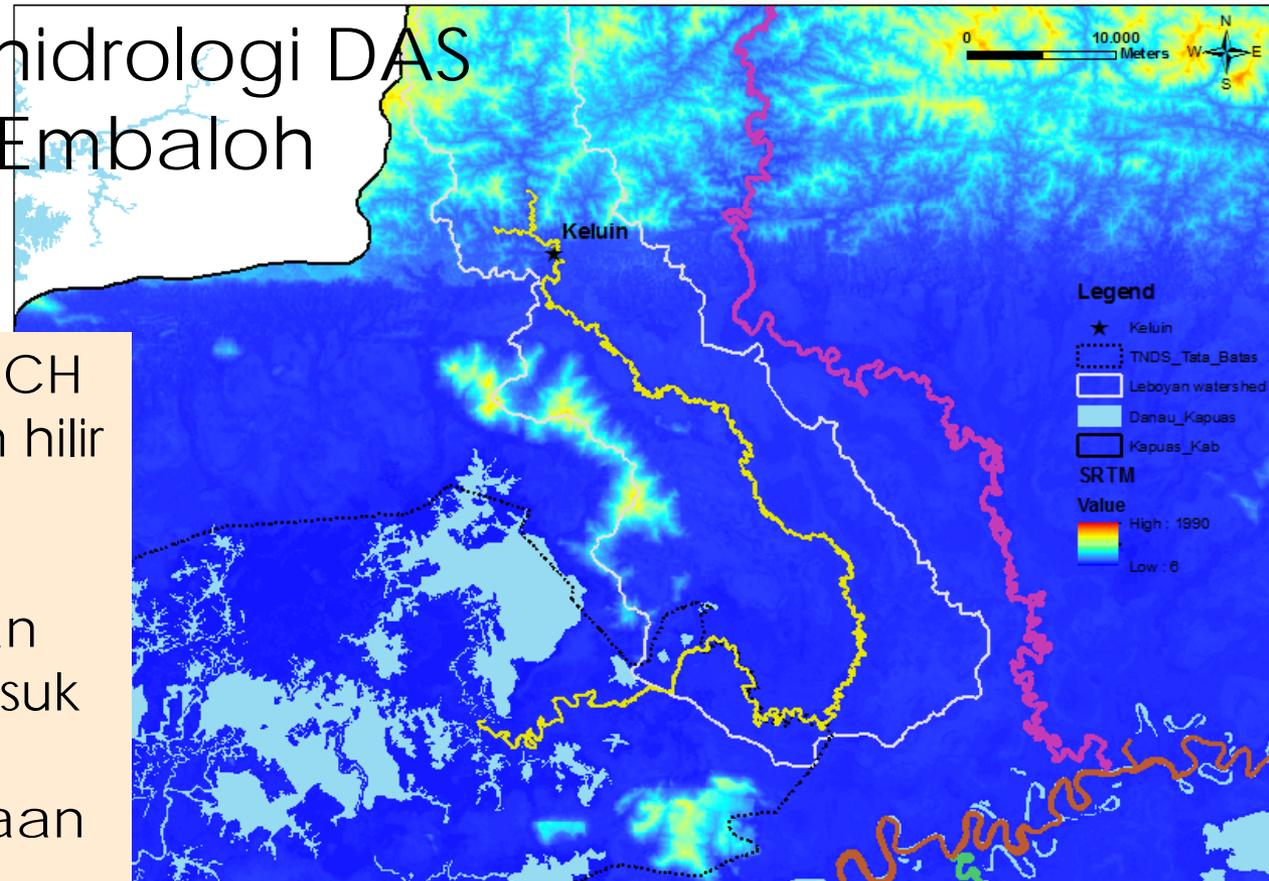 hidrologi DAS
Embaloh
CH
hilir
suk
0 10.000
Meters
N
W E
S
Keluin
Legend
Keluin
TNDS_Tata_Batas
Leboyan watershed
Danau_Kapuas
Kapuas_Kab
SRTM
Value
High : 1990
Low : 6